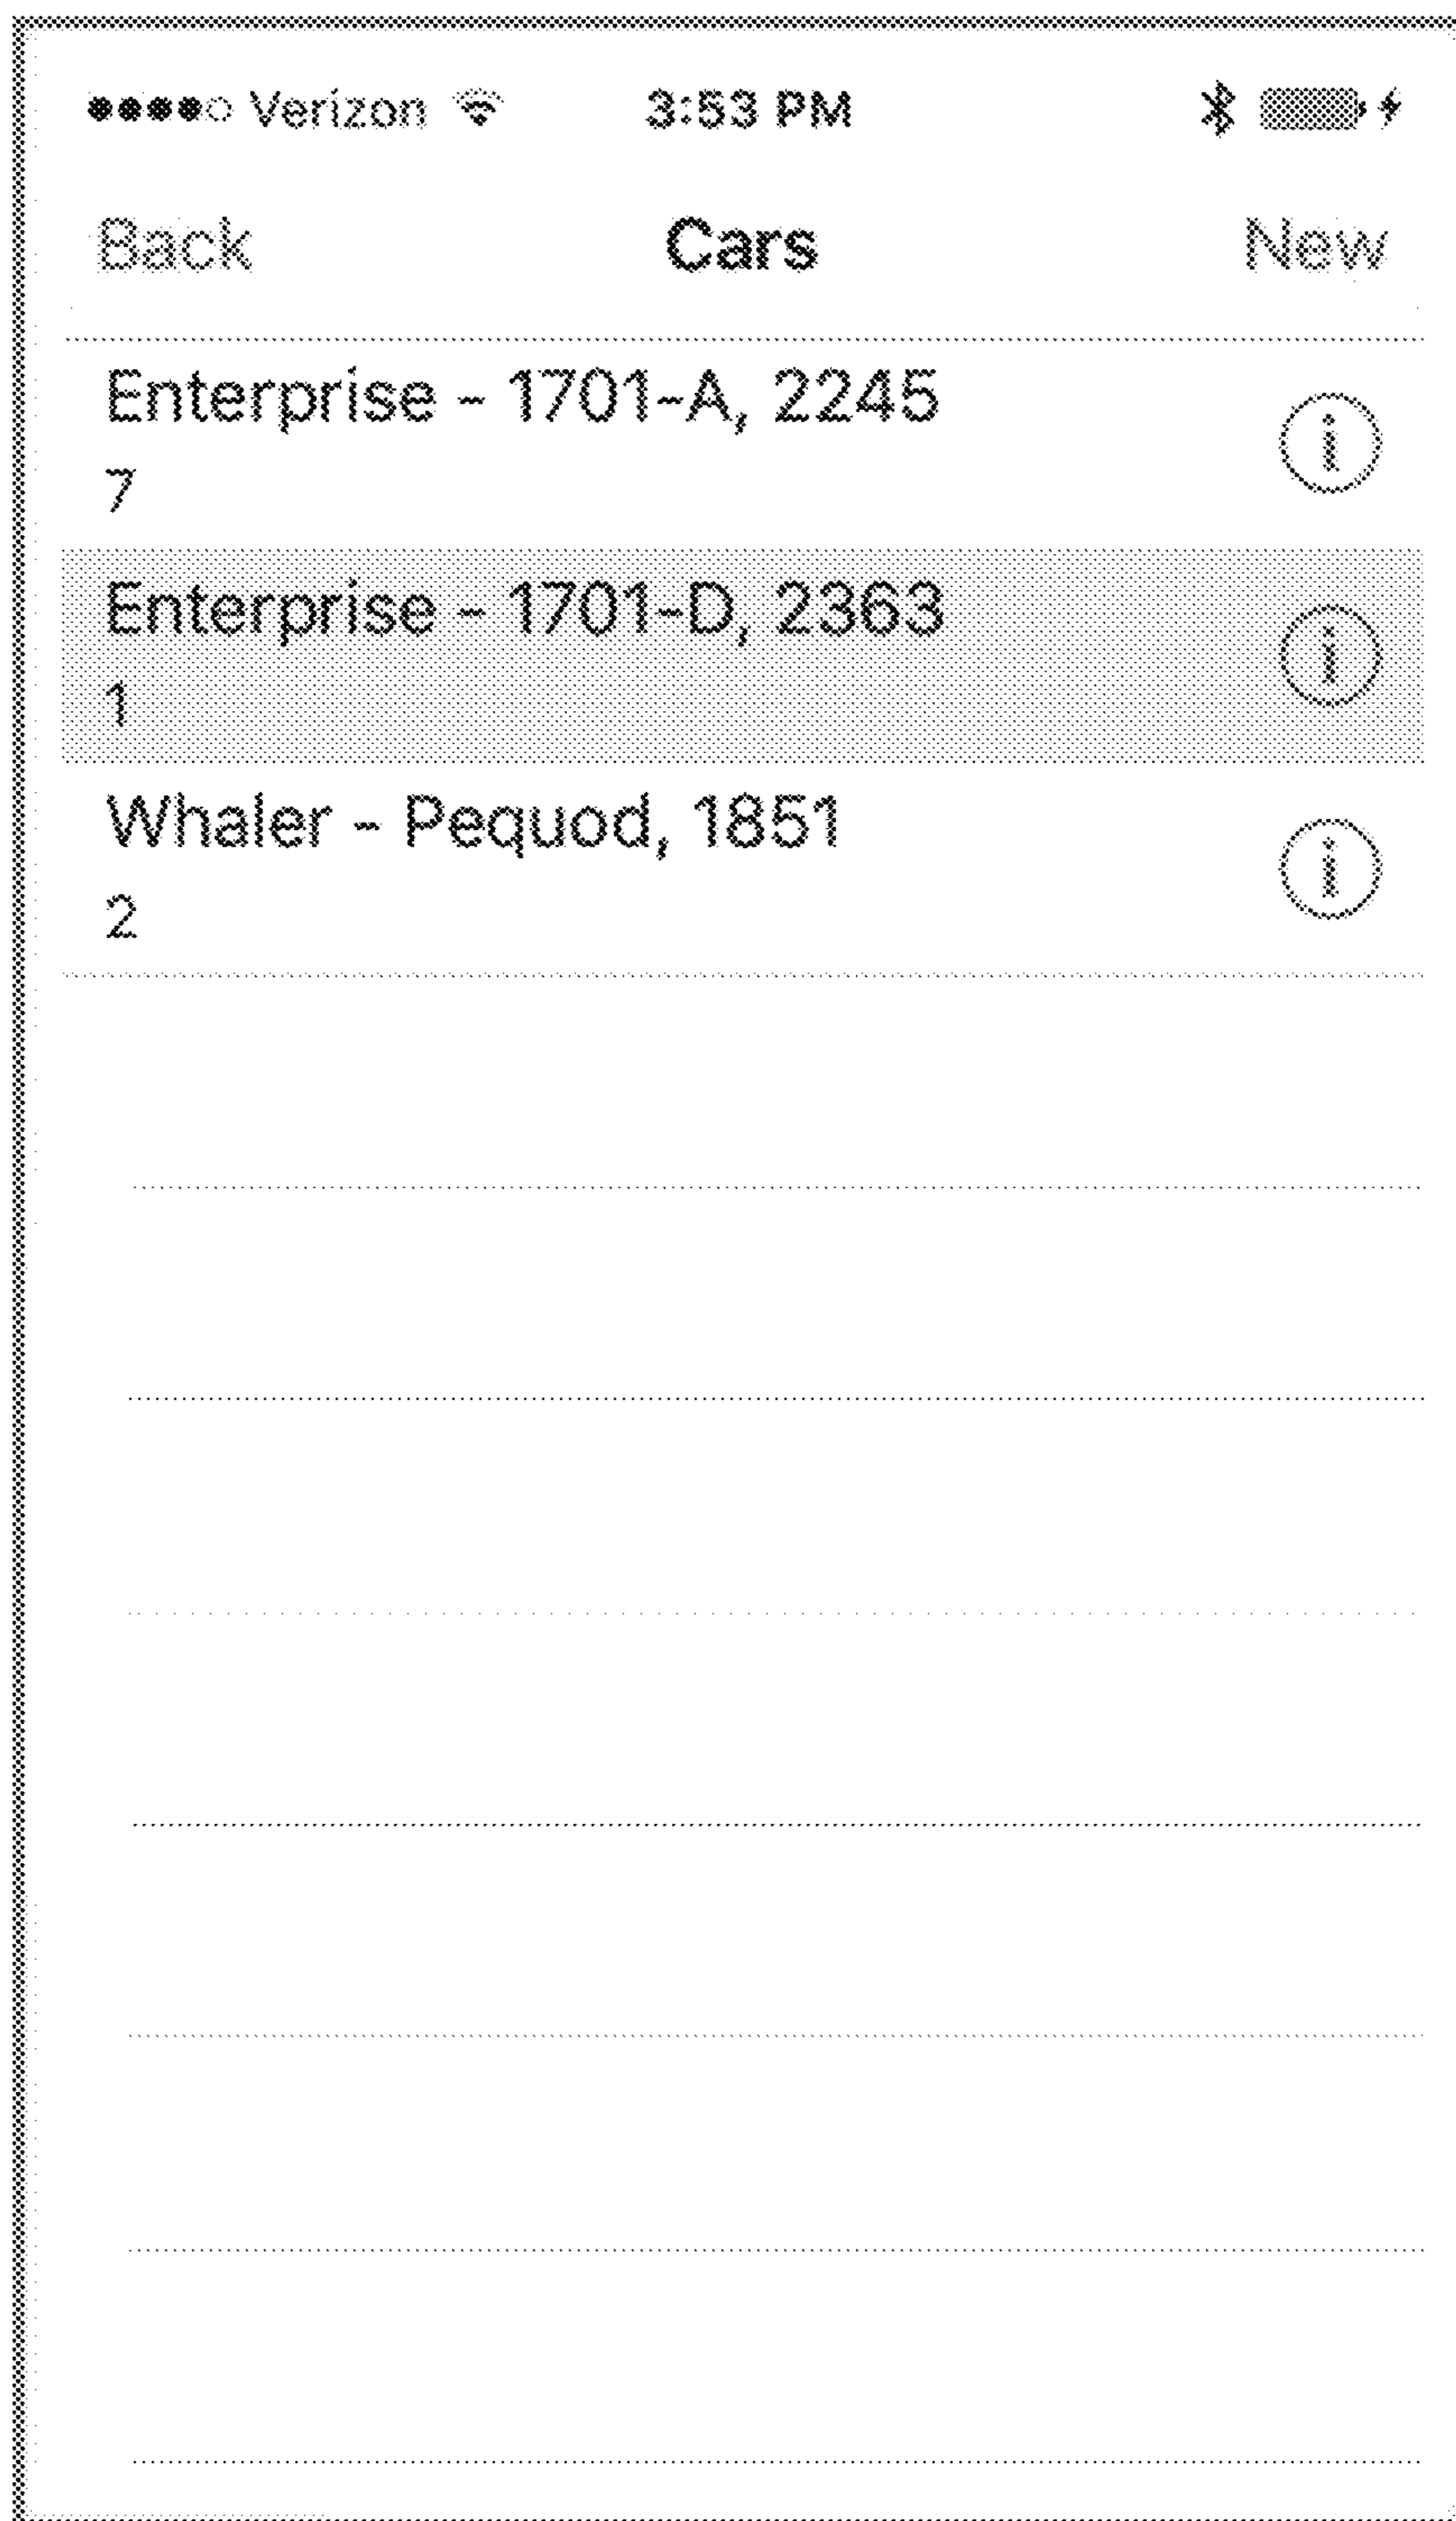 Verizon 3:53 PM
Back Cars New
Enterprise - 1701-A, 2245
7
Enterprise - 1701-D, 2363
1
Whaler - Pequod, 1851
2